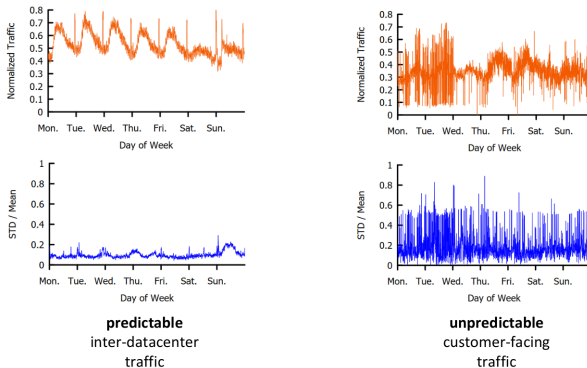 0.8
0.7
0.6
0.5
0.4
0.3
0.2
0.1
0
Normalized Traffic
Mon. Tue. Wed. Thu. Fri. Sat. Sun.
Day of Week
0.8
0.7
0.6
0.5
0.4
0.3
0.2
0.1
0
Normalized Traffic
Mon. Tue. Wed. Thu. Fri. Sat. Sun.
Day of Week
1
0.8
0.6
0.4
0.2
0
STD / Mean
Mon. Tue. Wed. Thu. Fri. Sat. Sun.
Day of Week
1
0.8
0.6
0.4
0.2
0
STD / Mean
Mon. Tue. Wed. Thu. Fri. Sat. Sun.
Day of Week
predictable
inter-datacenter
traffic
unpredictable
customer-facing
traffic